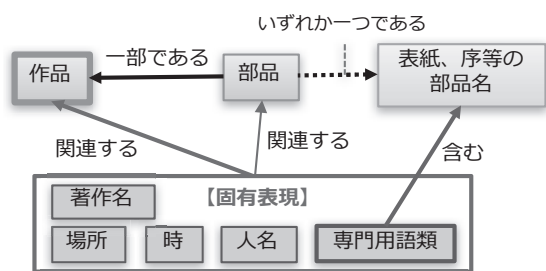 いずれか一つである
作品
一部である
部品
表紙、序等の
部品名
関連する
関連する
含む
著作名
【固有表現】
場所
時
人名
専門用語類